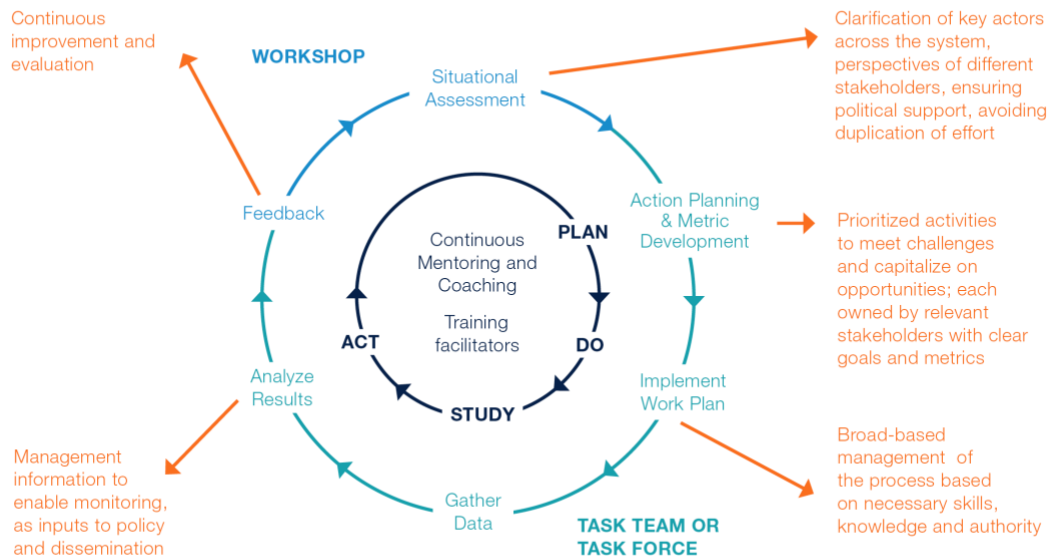 Continuous
improvement and
evaluation
WORKSHOP
Situational
Assessment
Clarification of key actors
across the system,
perspectives of different
stakeholders, ensuring
political support, avoiding
duplication of effort
Feedback
Action Planning
& Metric
Development
Prioritized activities
to meet challenges
and capitalize on
opportunities; each
owned by relevant
stakeholders with clear
goals and metrics
PLAN
Continuous
Mentoring and
Coaching
Training
facilitators
ACT
DO
STUDY
Analyze
Results
Implement
Work Plan
Management
information to
enable monitoring,
as inputs to policy
and dissemination
Gather
Data
TASK TEAM OR
TASK FORCE
Broad-based
management of
the process based
on necessary skills,
knowledge and authority